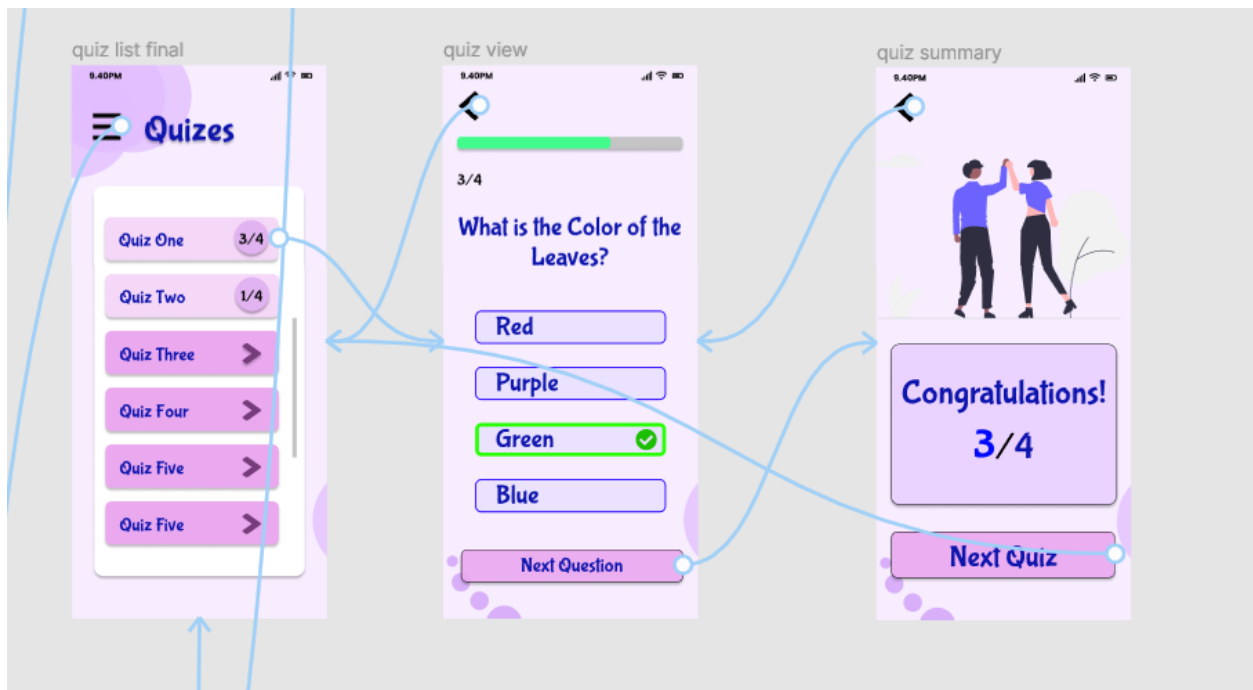 quiz list final
9.40PM
Quizes
Quiz One
3/4
Quiz Two
1/4
Quiz Three
Quiz Four
Quiz Five
Quiz Five
quiz view
9.40PM
3/4
What is the Color of the
Leaves?
Red
Purple
Green
Blue
Next Question
quiz summary
9.40PM
Congratulations!
3/4
Next Quiz